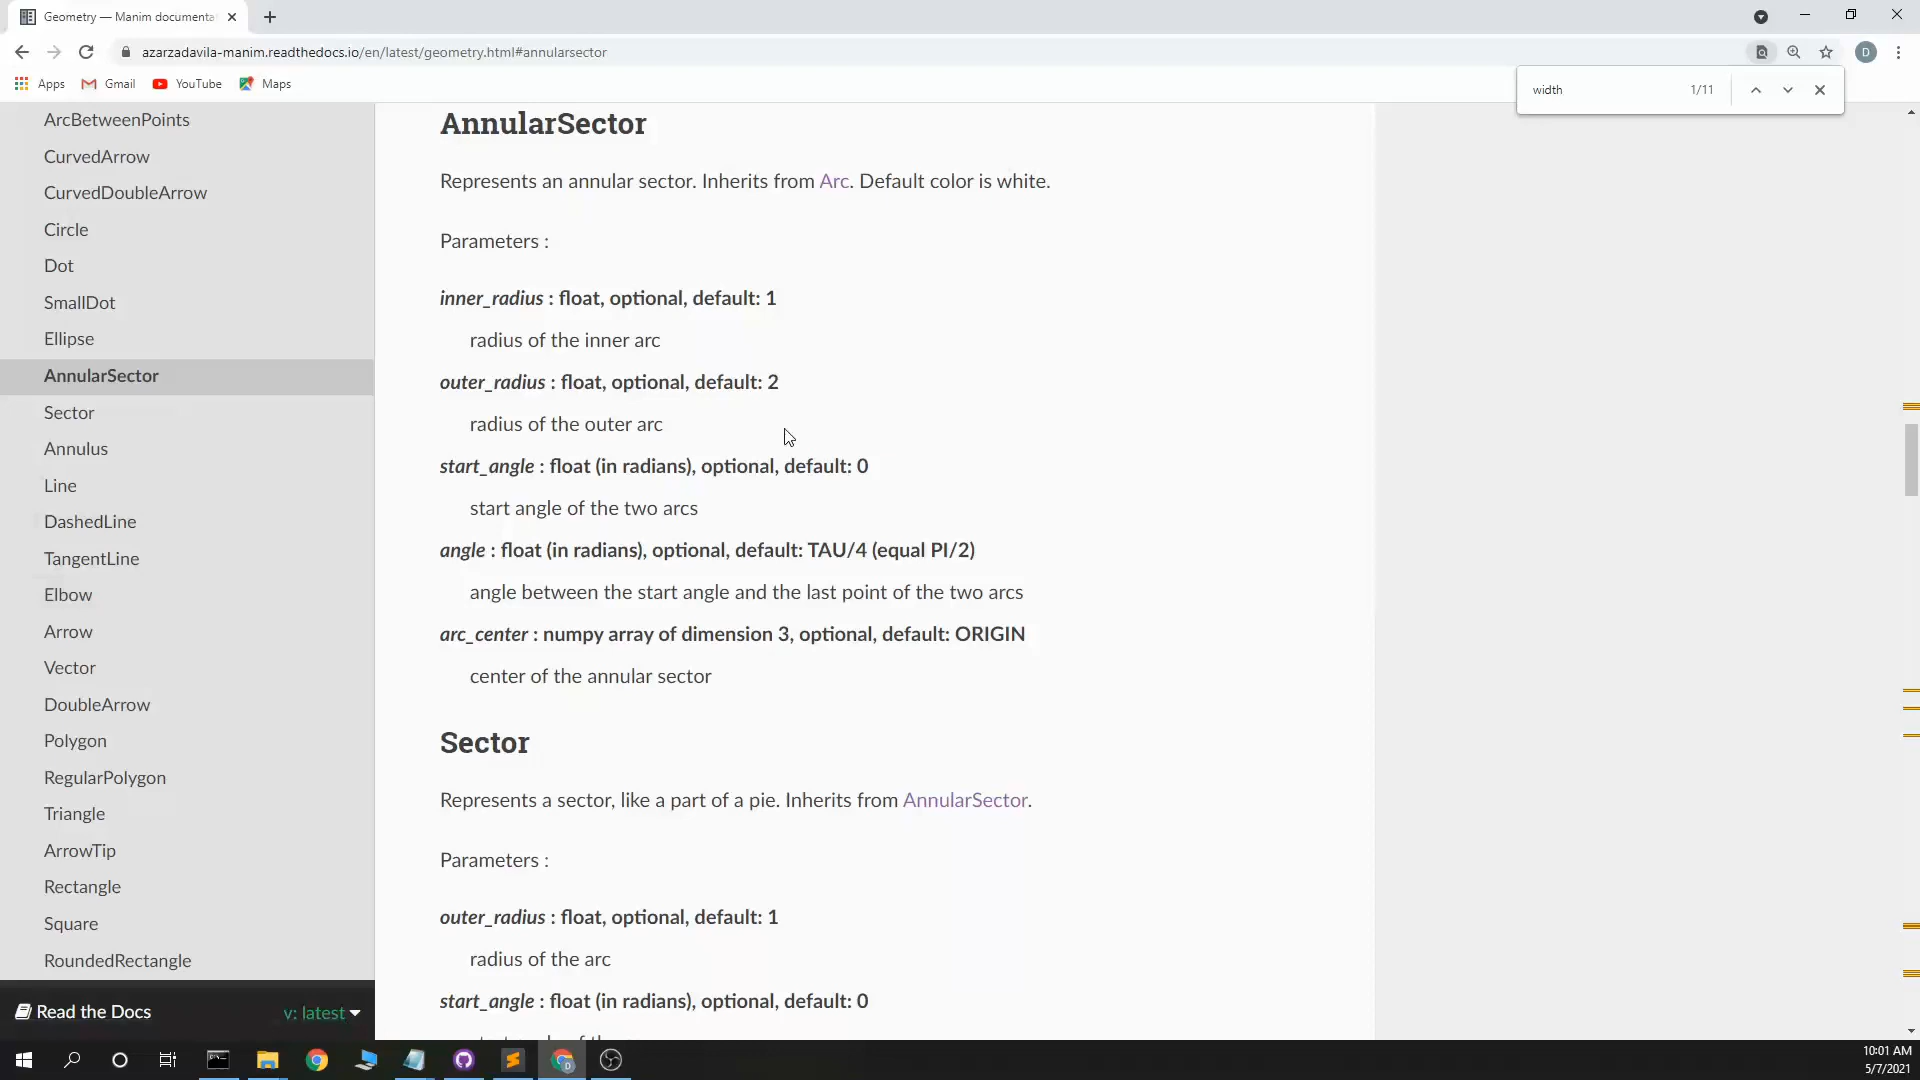 Geometry — Manim documenta
azarzadavila-manim.readthedocs.io/en/latest/geometry.html#annularsector
D
Apps
Gmail
YouTube
Maps
width
1/11
ArcBetweenPoints
CurvedArrow
CurvedDoubleArrow
Circle
Dot
SmallDot
Ellipse
AnnularSector
Sector
Annulus
Line
DashedLine
TangentLine
Elbow
Arrow
Vector
DoubleArrow
Polygon
RegularPolygon
Triangle
ArrowTip
Rectangle
Square
RoundedRectangle
Read the Docs
v: latest
AnnularSector
Represents an annular sector. Inherits from Arc. Default color is white.
Parameters :
inner_radius : float, optional, default: 1
radius of the inner arc
outer_radius : float, optional, default: 2
radius of the outer arc
start_angle : float (in radians), optional, default: 0
start angle of the two arcs
angle : float (in radians), optional, default: TAU/4 (equal PI/2)
angle between the start angle and the last point of the two arcs
arc_center : numpy array of dimension 3, optional, default: ORIGIN
center of the annular sector
Sector
Represents a sector, like a part of a pie. Inherits from AnnularSector.
Parameters :
outer_radius : float, optional, default: 1
radius of the arc
start_angle : float (in radians), optional, default: 0
10:01 AM
5/7/2021